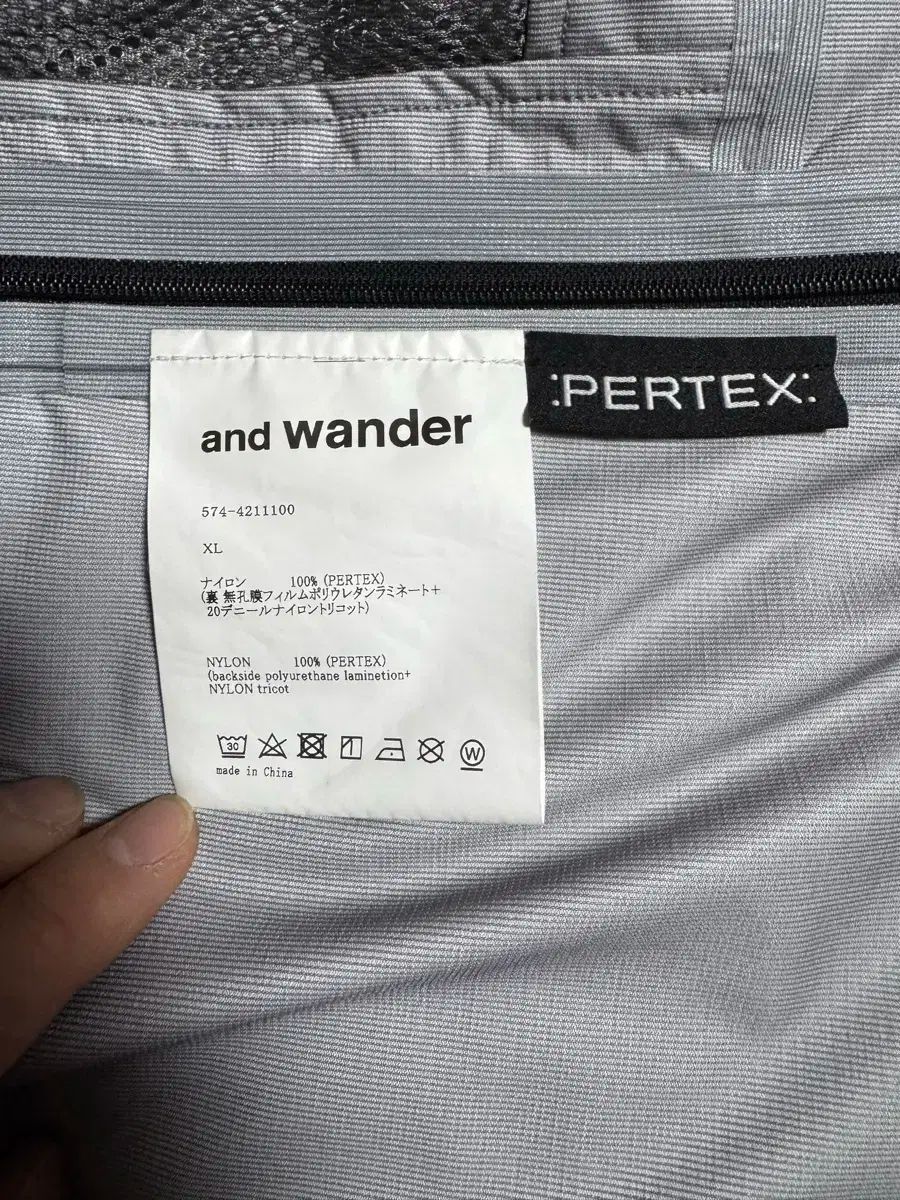 and wander
:PERTEX:
574-4211100
XL
ナイロン 100% (PERTEX)
(裏 無孔膜フィルムポリウレタンラミネート+
20デニールナイロントリコット)
NYLON 100% (PERTEX)
(backside polyurethane laminetion+
NYLON tricot
30
W
made in China